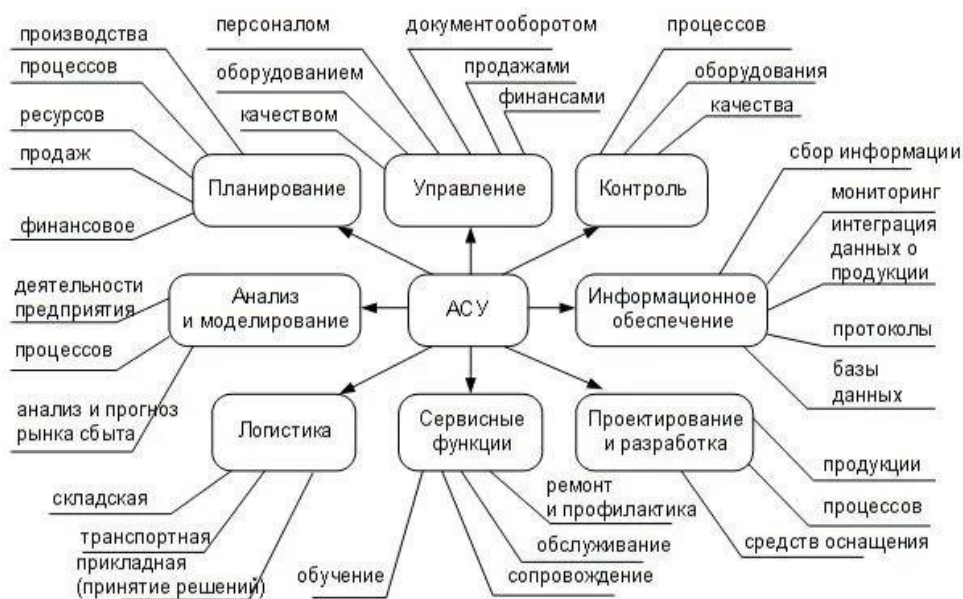 персоналом
документооборотом
процессов
производства
процессов
оборудованием
продажами
оборудования
финансами
ресурсов
качеством
качества
продаж
Планирование
Управление
Контроль
сбор информации
мониторинг
финансовое
интеграция
данных о
продукции
деятельности
предприятия
Анализ
и моделирование
АСУ
Информационное
обеспечение
протоколы
процессов
базы
данных
анализ и прогноз
рынка сбыта
Логистика
Сервисные
функции
Проектирование
и разработка
продукции
складская
ремонт
и профилактика
процессов
транспортная
обслуживание
средств оснащения
прикладная
(принятие решений)
обучение
сопровождение